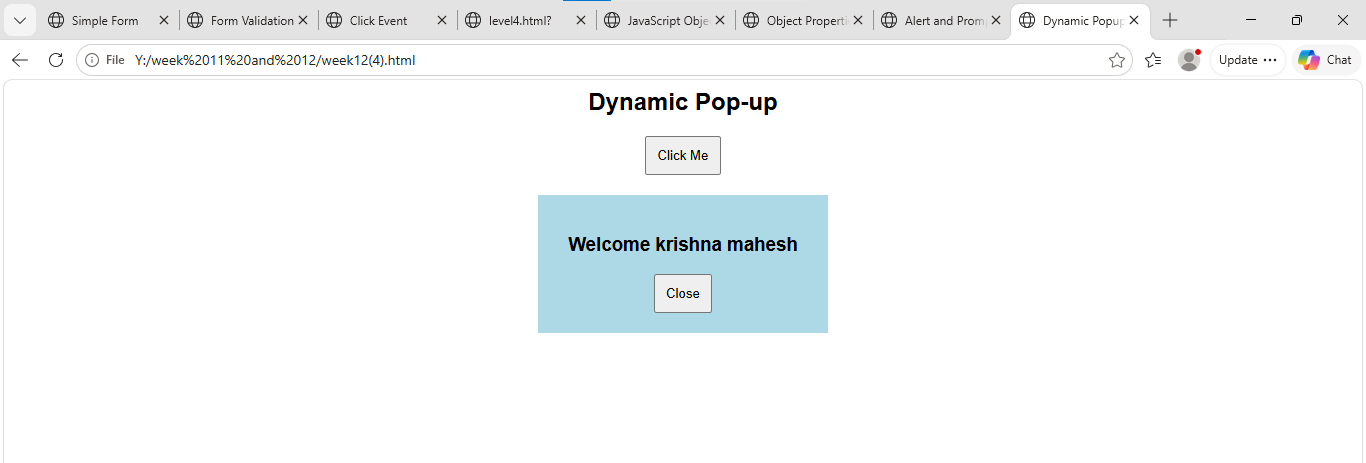 Simple Form
Form Validation
Click Event
level4.html?
JavaScript Obje
Object Properti
Alert and Prom
Dynamic Popup
File Y:/week%2011%20and%2012/week12(4).html
Update
Chat
Dynamic Pop-up
Click Me
Welcome krishna mahesh
Close